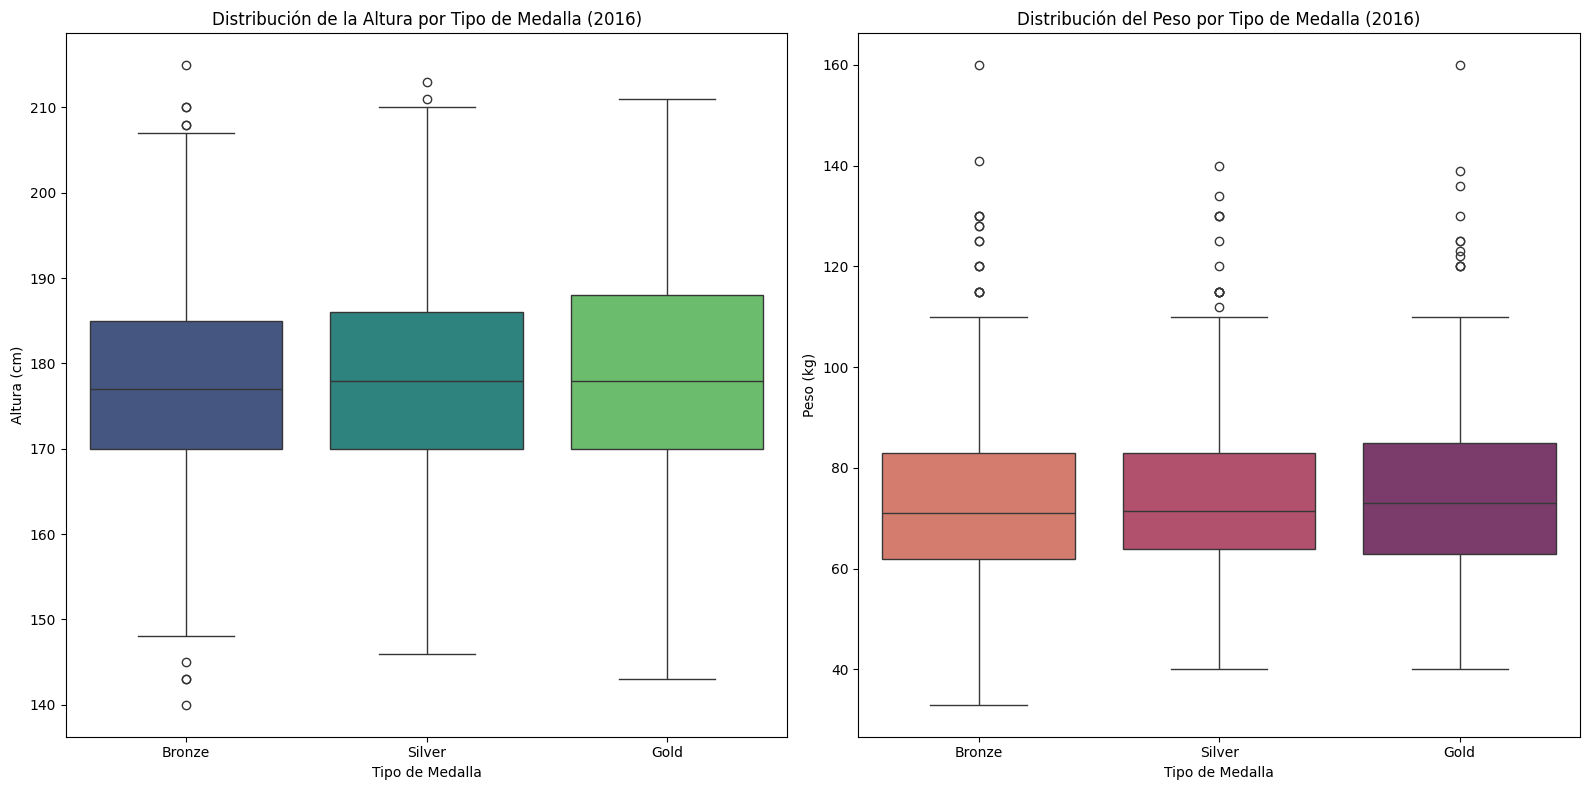 Distribución de la Altura por Tipo de Medalla (2016)
Altura (cm)
210
200
190
180
170
160
150
140
Bronze Silver Gold
Tipo de Medalla
Distribución del Peso por Tipo de Medalla (2016)
Peso (kg)
160
140
120
100
80
60
40
Bronze Silver Gold
Tipo de Medalla